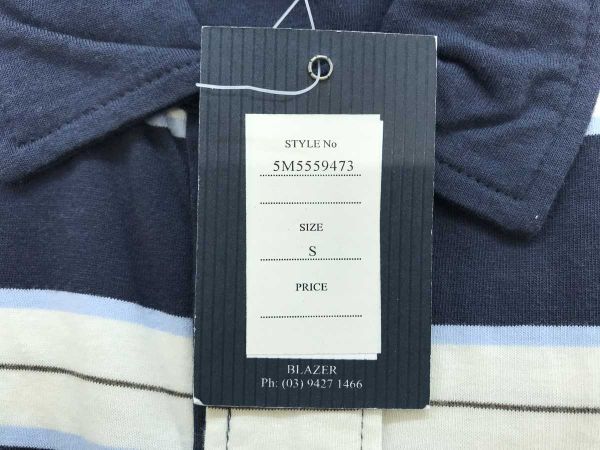 STYLE No
5M5559473
SIZE
S
PRICE
BLAZER
Ph: (03) 9427 1466